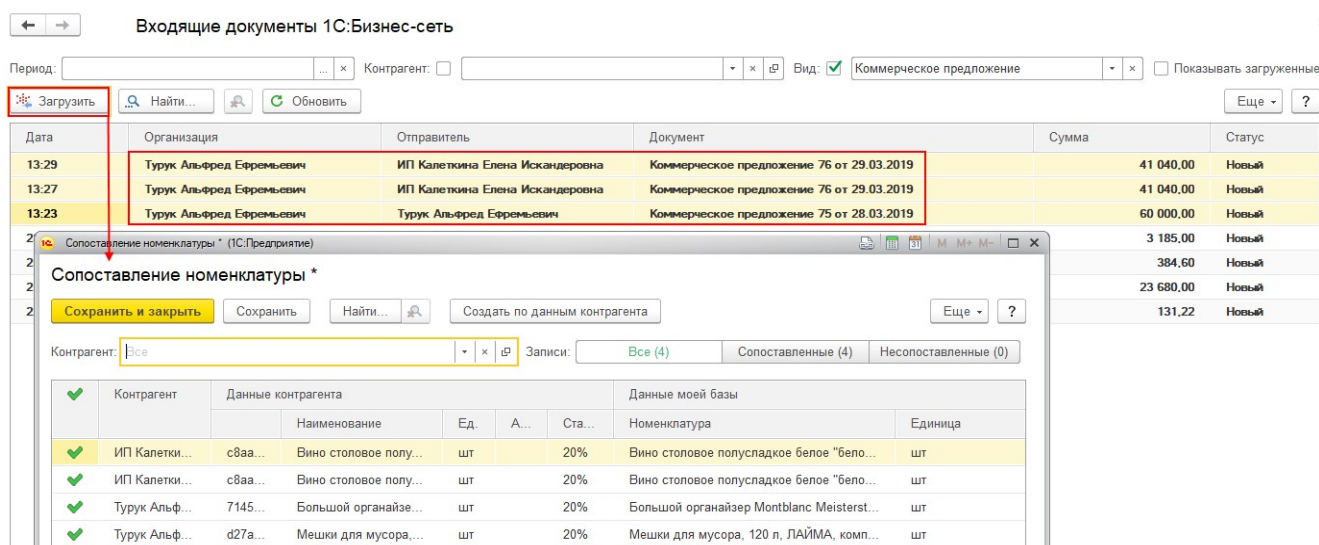 Входящие документы 1С:Бизнес-сеть
Период: ... × Контрагент: × Вид: Коммерческое предложение × Показывать загруженные
Загрузить Найти... Обновить Еще ?
Дата Организация Отправитель Документ Сумма Статус
13:29 Турук Альфред Ефремьевич ИП Калеткина Елена Искандеровна Коммерческое предложение 76 от 29.03.2019 41 040,00 Новый
13:27 Турук Альфред Ефремьевич ИП Калеткина Елена Искандеровна Коммерческое предложение 76 от 29.03.2019 41 040,00 Новый
13:23 Турук Альфред Ефремьевич Турук Альфред Ефремьевич Коммерческое предложение 75 от 28.03.2019 60 000,00 Новый
2 3 185,00 Новый
2 384,60 Новый
2 23 680,00 Новый
2 131,22 Новый
1С Сопоставление номенклатуры * (1С:Предприятие) 31 M M+ M-
Сопоставление номенклатуры *
Сохранить и закрыть Сохранить Найти... Создать по данным контрагента Еще ?
Контрагент: Все × Записи: Все (4) Сопоставленные (4) Несопоставленные (0)
Контрагент Данные контрагента Данные моей базы
Наименование Ед. А... Ста... Номенклатура Единица
ИП Калетки... c8aa... Вино столовое полу... шт 20% Вино столовое полусладкое белое "бело... шт
ИП Калетки... c8aa... Вино столовое полу... шт 20% Вино столовое полусладкое белое "бело... шт
Турук Альф... 7145... Большой органайзе... шт 20% Большой органайзер Montblanc Meisterst... шт
Турук Альф... d27a... Мешки для мусора,... шт 20% Мешки для мусора, 120 л, ЛАЙМА, комп... шт